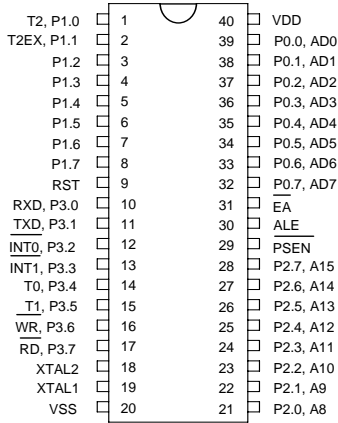 T2, P1.0 1 40 VDD
T2EX, P1.1 2 39 P0.0, AD0
P1.2 3 38 P0.1, AD1
P1.3 4 37 P0.2, AD2
P1.4 5 36 P0.3, AD3
P1.5 6 35 P0.4, AD4
P1.6 7 34 P0.5, AD5
P1.7 8 33 P0.6, AD6
RST 9 32 P0.7, AD7
RXD, P3.0 10 31 EA
TXD, P3.1 11 30 ALE
INT0, P3.2 12 29 PSEN
INT1, P3.3 13 28 P2.7, A15
T0, P3.4 14 27 P2.6, A14
T1, P3.5 15 26 P2.5, A13
WR, P3.6 16 25 P2.4, A12
RD, P3.7 17 24 P2.3, A11
XTAL2 18 23 P2.2, A10
XTAL1 19 22 P2.1, A9
VSS 20 21 P2.0, A8